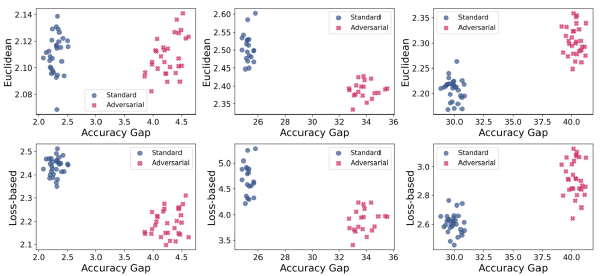 2.14
2.12
2.10
2.08
Euclidean
Standard
Adversarial
2.0 2.5 3.0 3.5 4.0 4.5
Accuracy Gap
2.60
2.55
2.50
2.45
2.40
2.35
Euclidean
Standard
Adversarial
26 28 30 32 34 36
Accuracy Gap
2.35
2.30
2.25
2.20
Euclidean
Standard
Adversarial
30.0 32.5 35.0 37.5 40.0
Accuracy Gap
2.5
2.4
2.3
2.2
2.1
Loss-based
Standard
Adversarial
2.0 2.5 3.0 3.5 4.0 4.5
Accuracy Gap
5.0
4.5
4.0
3.5
Loss-based
Standard
Adversarial
26 28 30 32 34 36
Accuracy Gap
3.0
2.8
2.6
Loss-based
Standard
Adversarial
30.0 32.5 35.0 37.5 40.0
Accuracy Gap